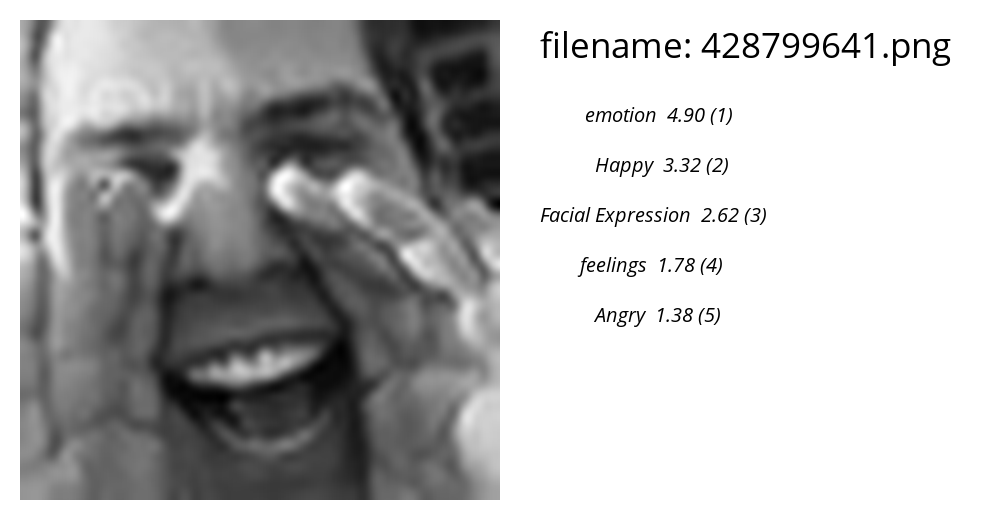 filename: 428799641.png
emotion 4.90 (1)
Happy 3.32 (2)
Facial Expression 2.62 (3)
feelings 1.78 (4)
Angry 1.38 (5)